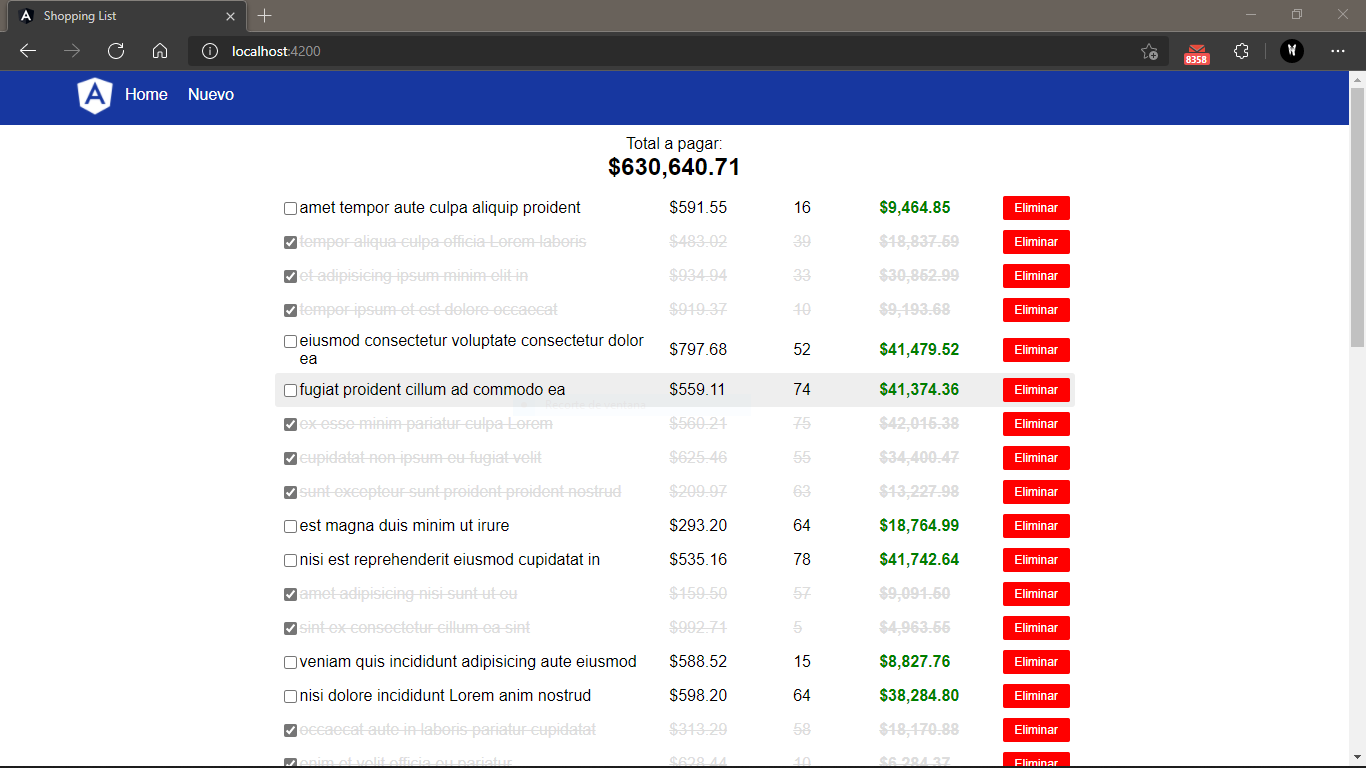 Shopping List
localhost:4200
8358
Home Nuevo
Total a pagar:
$630,640.71
amet tempor aute culpa aliquip proident $591.55 16 $9,464.85 Eliminar
tempor aliqua culpa officia Lorem laboris $483.02 39 $18,837.59 Eliminar
et adipisicing ipsum minim elit in $934.94 33 $30,852.99 Eliminar
tempor ipsum et est dolore occaecat $919.37 10 $9,193.68 Eliminar
eiusmod consectetur voluptate consectetur dolor
ea $797.68 52 $41,479.52 Eliminar
fugiat proident cillum ad commodo ea $559.11 74 $41,374.36 Eliminar
ex esse minim pariatur culpa Lorem $560.21 75 $42,015.38 Eliminar
cupidatat non ipsum eu fugiat velit $625.46 55 $34,400.47 Eliminar
sunt excepteur sunt proident proident nostrud $209.97 63 $13,227.98 Eliminar
est magna duis minim ut irure $293.20 64 $18,764.99 Eliminar
nisi est reprehenderit eiusmod cupidatat in $535.16 78 $41,742.64 Eliminar
amet adipisicing nisi sunt ut eu $159.50 57 $9,091.50 Eliminar
sint ex consectetur cillum ea sint $992.71 5 $4,963.55 Eliminar
veniam quis incididunt adipisicing aute eiusmod $588.52 15 $8,827.76 Eliminar
nisi dolore incididunt Lorem anim nostrud $598.20 64 $38,284.80 Eliminar
occaecat aute in laboris pariatur cupidatat $313.29 58 $18,170.88 Eliminar
enim et velit officia eu pariatur $628.44 10 $6,284.37 Eliminar